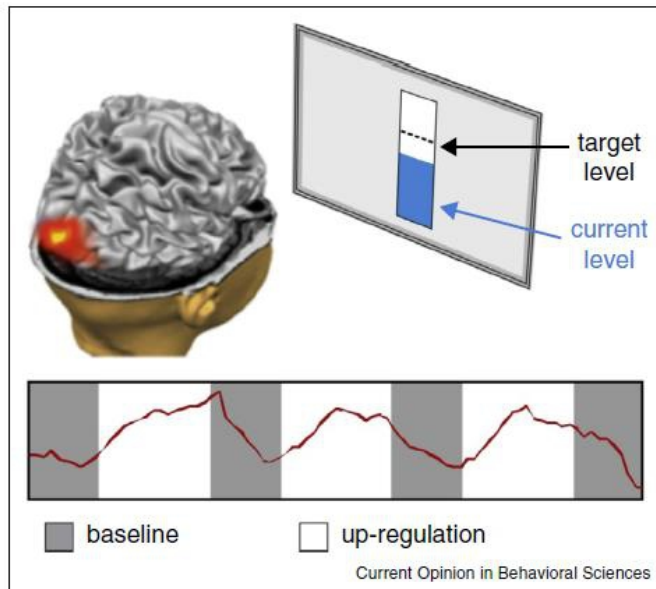 target
level
current
level
baseline
up-regulation
Current Opinion in Behavioral Sciences